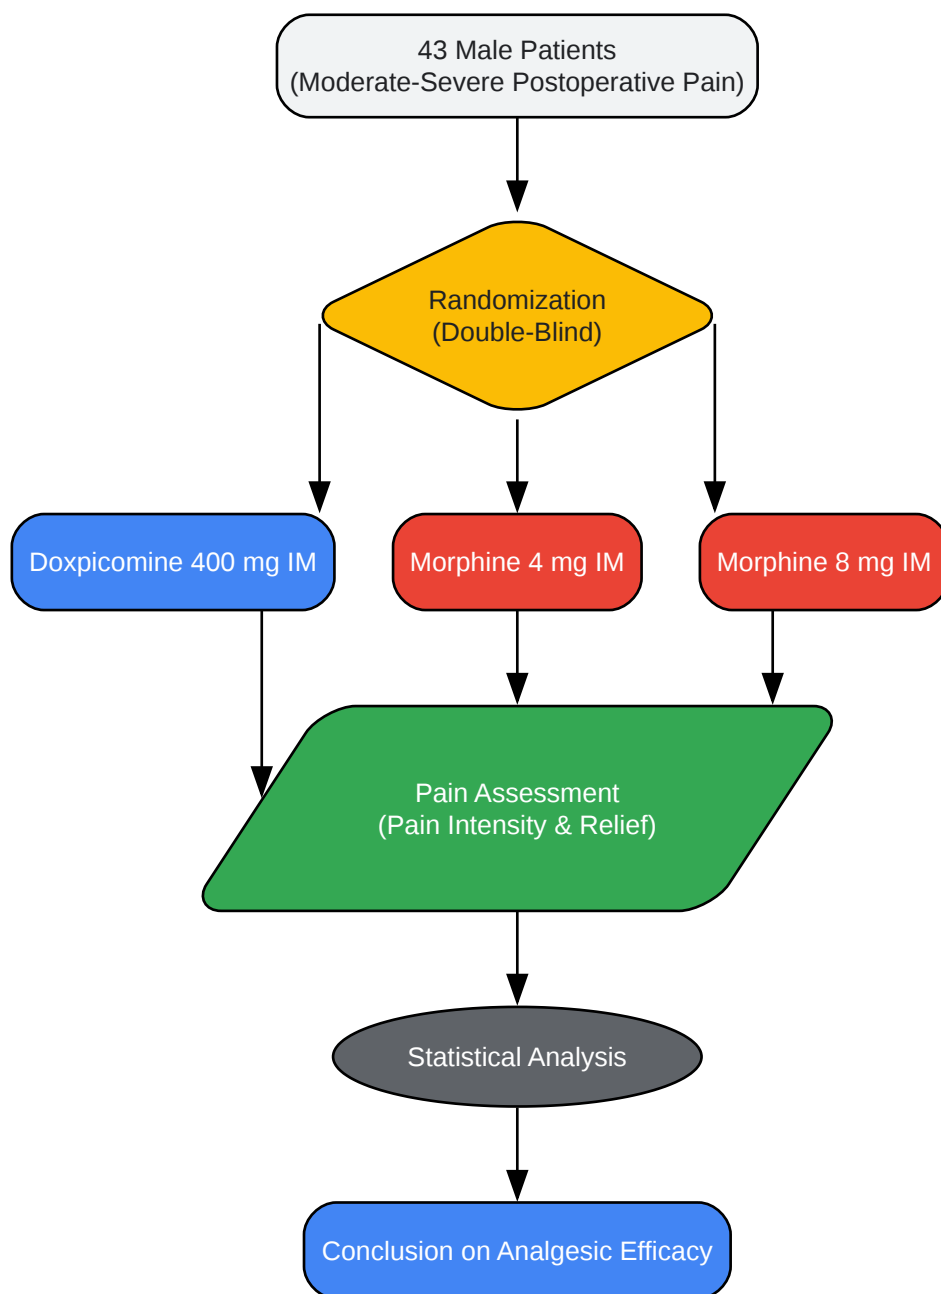 43 Male Patients
(Moderate-Severe Postoperative Pain)
Randomization
(Double-Blind)
Doxpicomine 400 mg IM
Morphine 4 mg IM
Morphine 8 mg IM
Pain Assessment
(Pain Intensity & Relief)
Statistical Analysis
Conclusion on Analgesic Efficacy